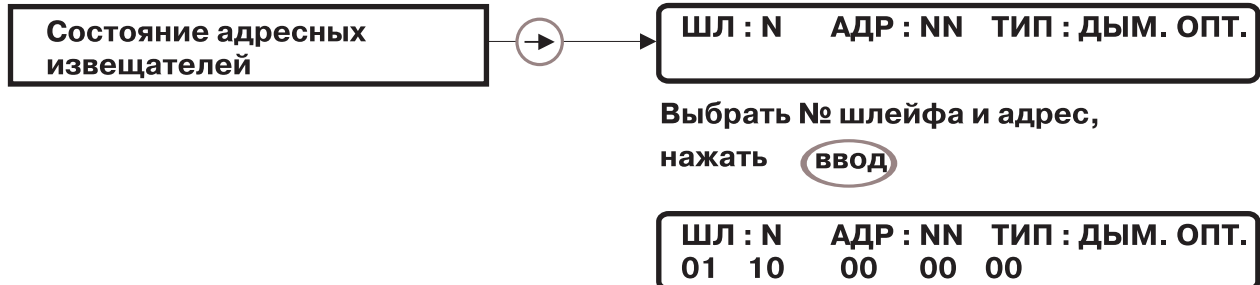 Состояние адресных
извещателей
ШЛ : N АДР : NN ТИП : ДЫМ. ОПТ.
Выбрать № шлейфа и адрес,
нажать ввод
ШЛ : N АДР : NN ТИП : ДЫМ. ОПТ.
01 10 00 00 00